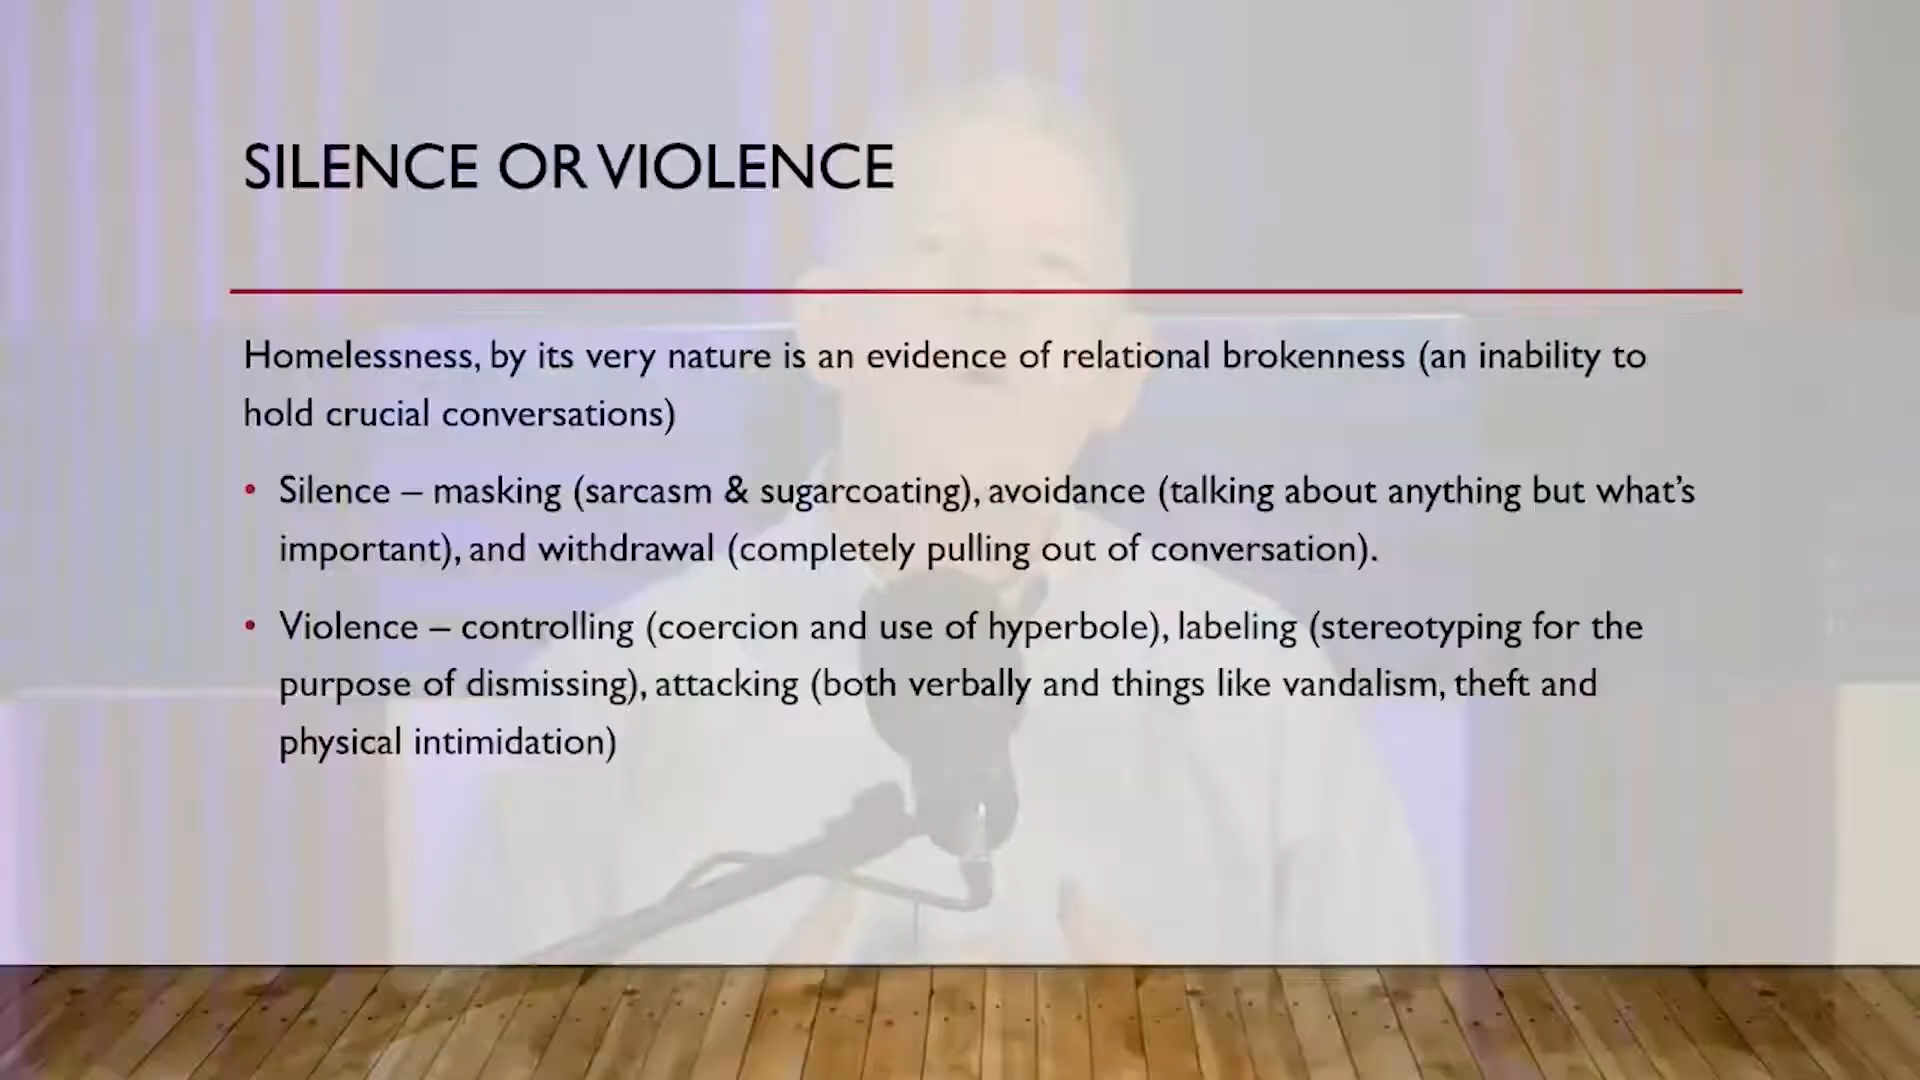 SILENCE OR VIOLENCE
Homelessness, by its very nature is an evidence of relational brokenness (an inability to
hold crucial conversations)
• Silence – masking (sarcasm & sugarcoating), avoidance (talking about anything but what's
important), and withdrawal (completely pulling out of conversation).
• Violence – controlling (coercion and use of hyperbole), labeling (stereotyping for the
purpose of dismissing), attacking (both verbally and things like vandalism, theft and
physical intimidation)